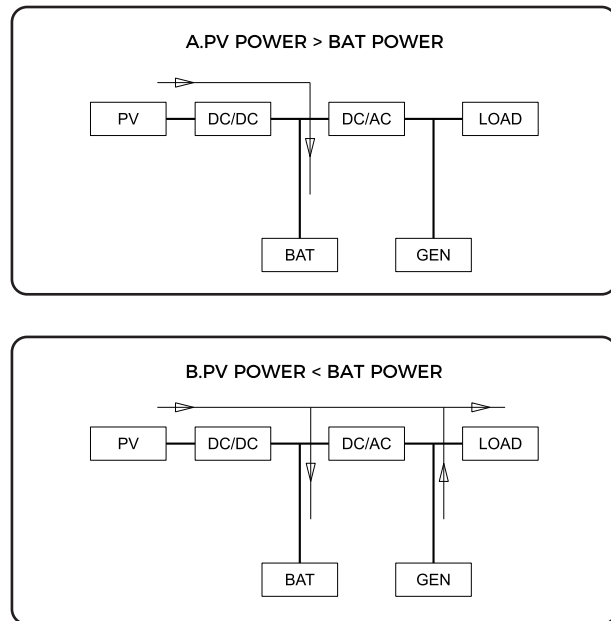 A.PV POWER > BAT POWER
PV DC/DC DC/AC LOAD
BAT GEN
B.PV POWER < BAT POWER
PV DC/DC DC/AC LOAD
BAT GEN